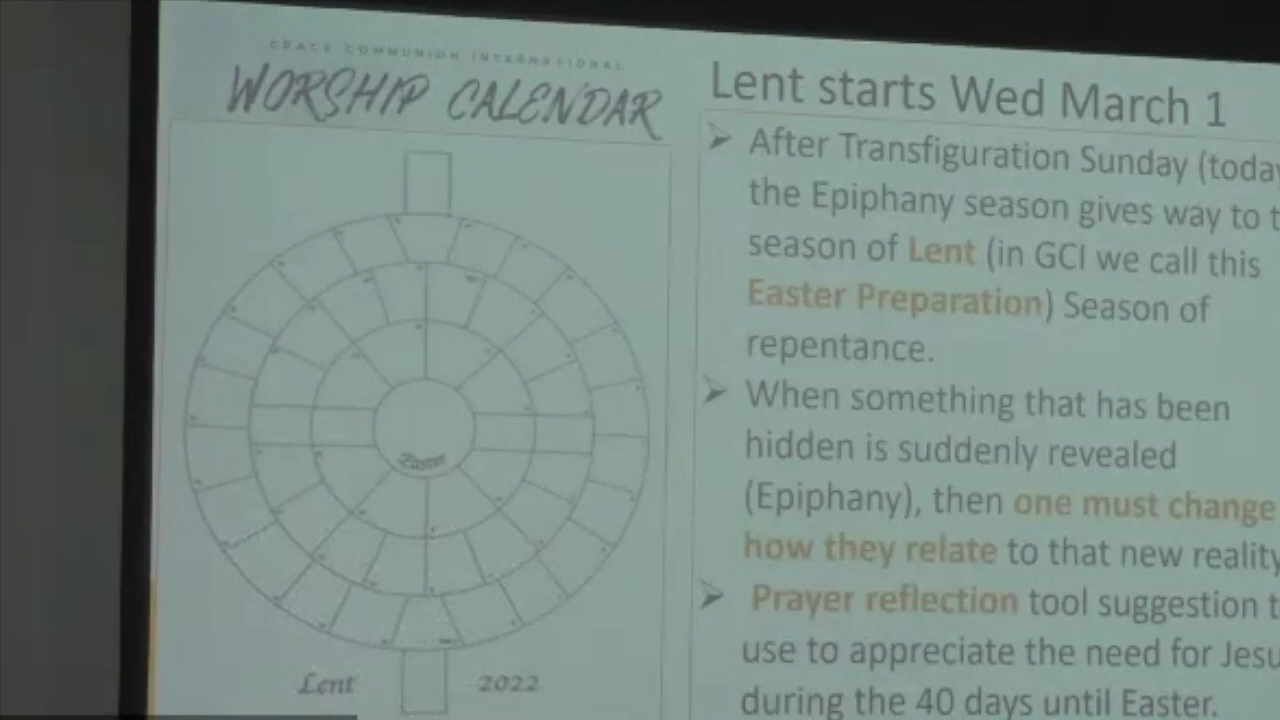 GRACE COMMUNION INTERNATIONAL
WORSHIP CALENDAR
Easter
Lent 2022
Lent starts Wed March 1
➢ After Transfiguration Sunday (today
the Epiphany season gives way to t
season of Lent (in GCI we call this
Easter Preparation) Season of
repentance.
➢ When something that has been
hidden is suddenly revealed
(Epiphany), then one must change
how they relate to that new reality
➢ Prayer reflection tool suggestion t
use to appreciate the need for Jesu
during the 40 days until Easter.